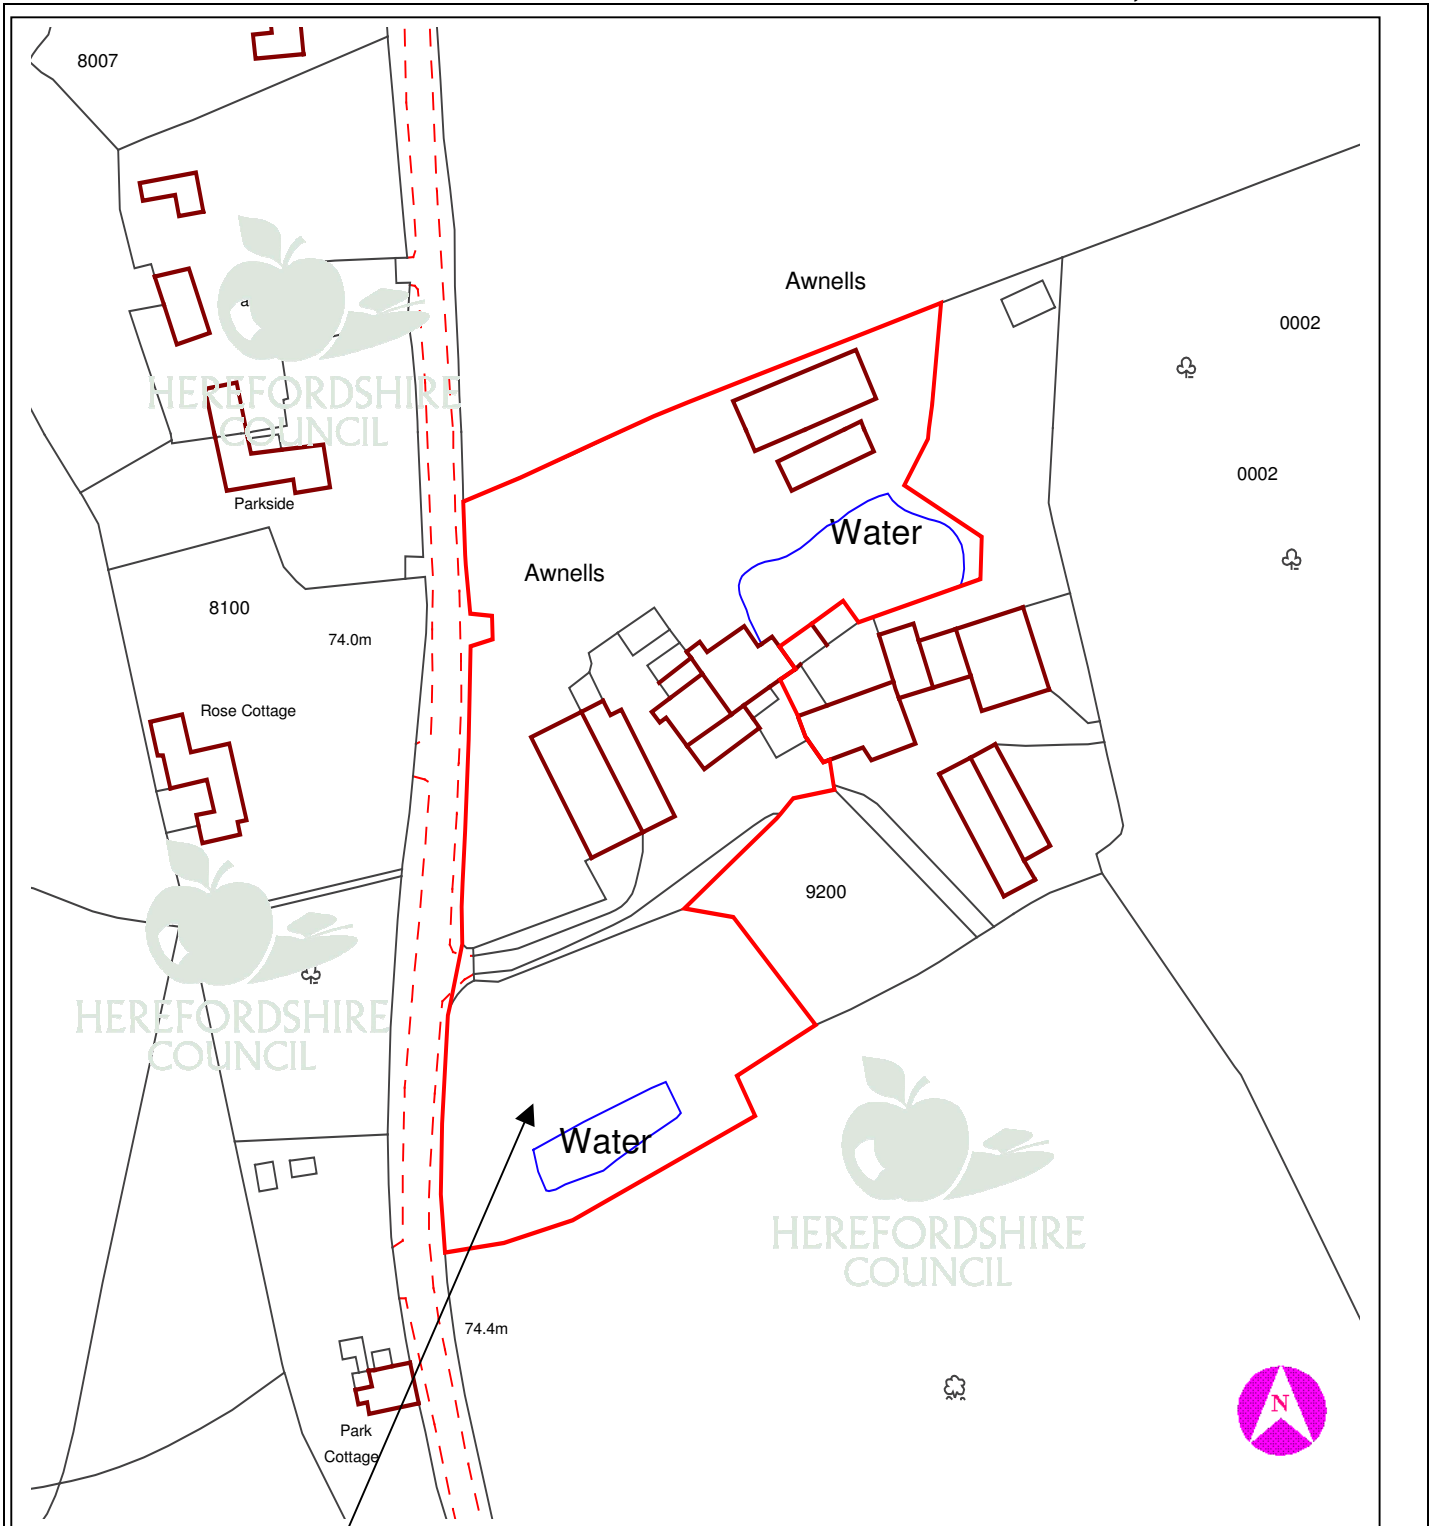 8007
Awnells
0002
HEREFORDSHIRE
COUNCIL
0002
Parkside
Water
Awnells
8100
74.0m
Rose Cottage
9200
HEREFORDSHIRE
COUNCIL
Water
HEREFORDSHIRE
COUNCIL
74.4m
N
Park
Cottage